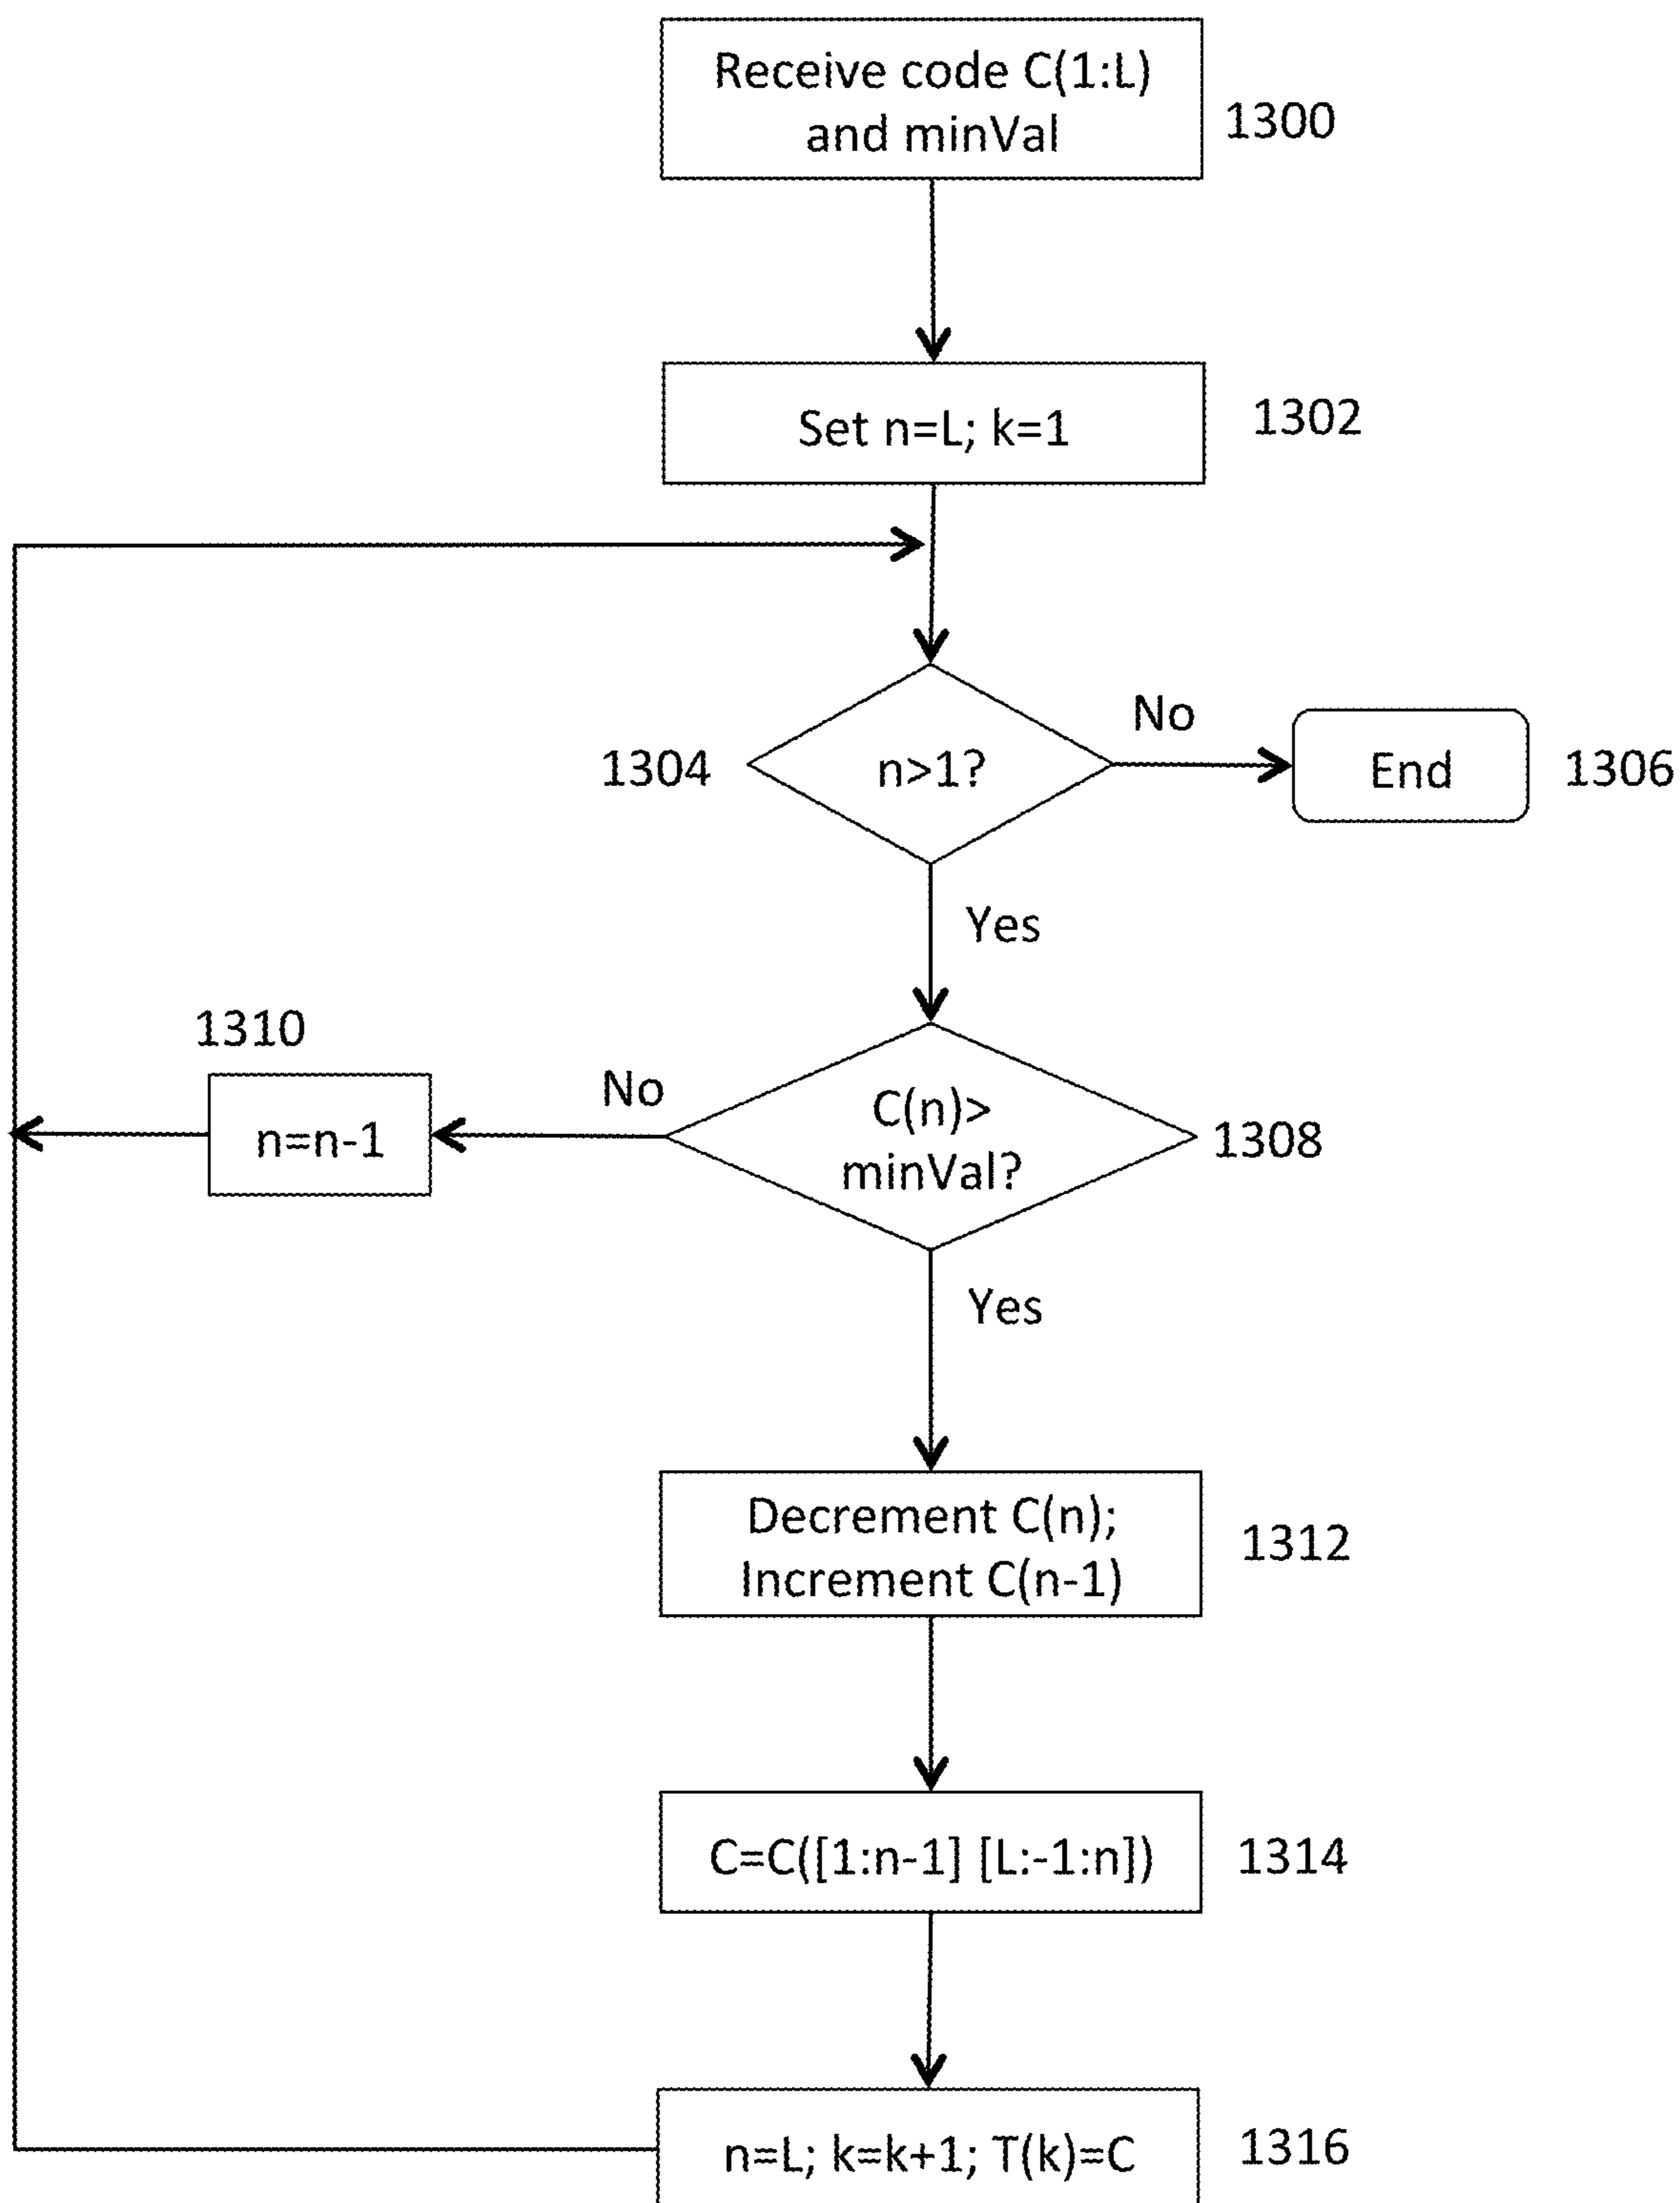 Receive code C(1:L)
and minVal
1300
Set n=L; k=1
1302
1304
n>1?
No
End
1306
Yes
1310
n=n-1
No
C(n)>
minVal?
1308
Yes
Decrement C(n);
Increment C(n-1)
1312
C=C([1:n-1] [L:-1:n])
1314
n=L; k=k+1; T(k)=C
1316